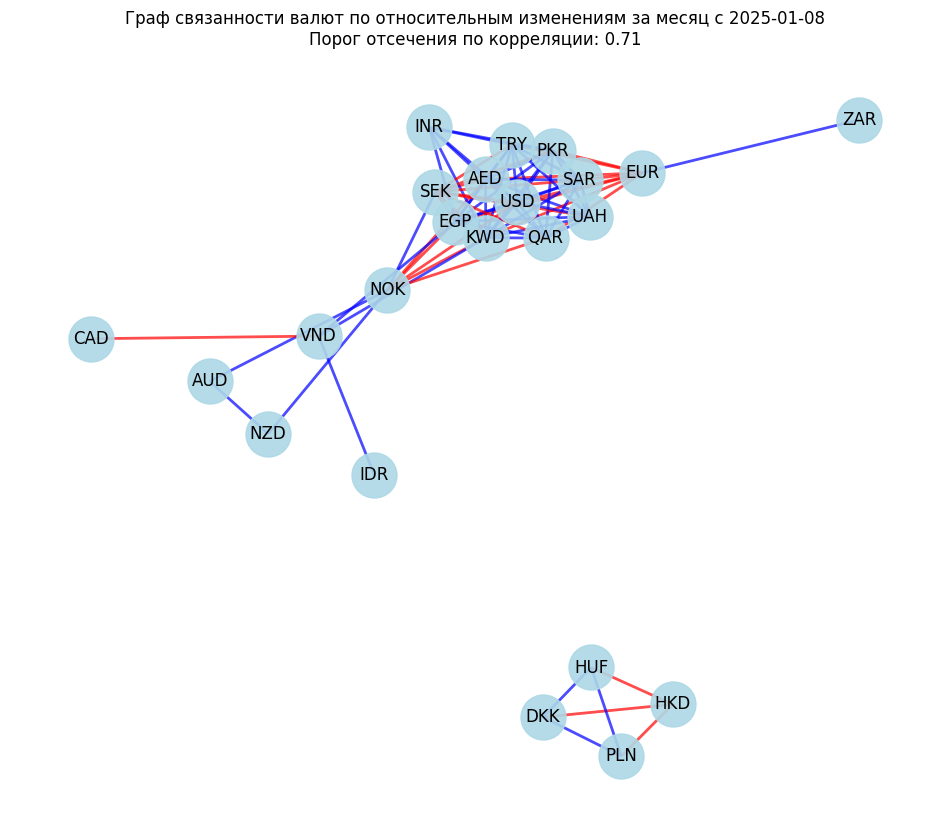 Граф связанности валют по относительным изменениям за месяц с 2025-01-08
Порог отсечения по корреляции: 0.71
ZAR
INR
TRY
PKR
EUR
AED
SAR
SEK
USD
UAH
EGP
KWD
QAR
NOK
VND
CAD
AUD
NZD
IDR
HUF
HKD
DKK
PLN